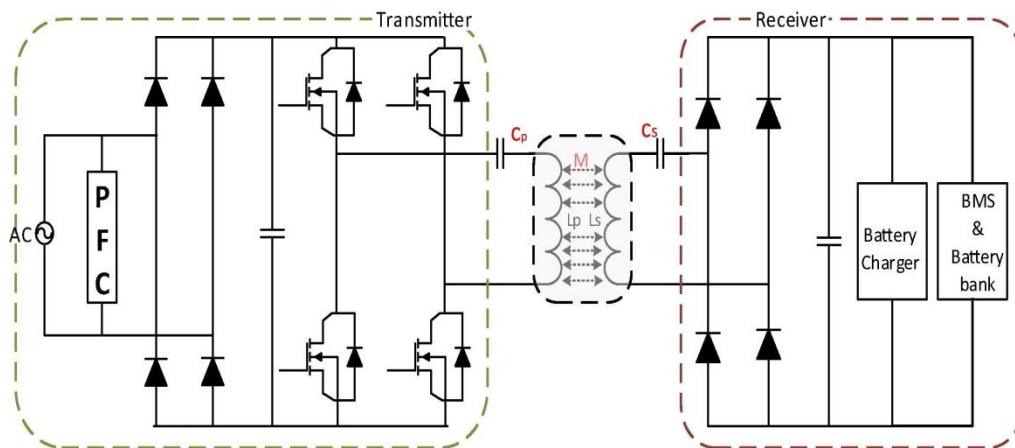 Transmitter
Receiver
AC
P
F
C
Cp
M
Lp Ls
Cs
Battery
Charger
BMS
&
Battery
bank